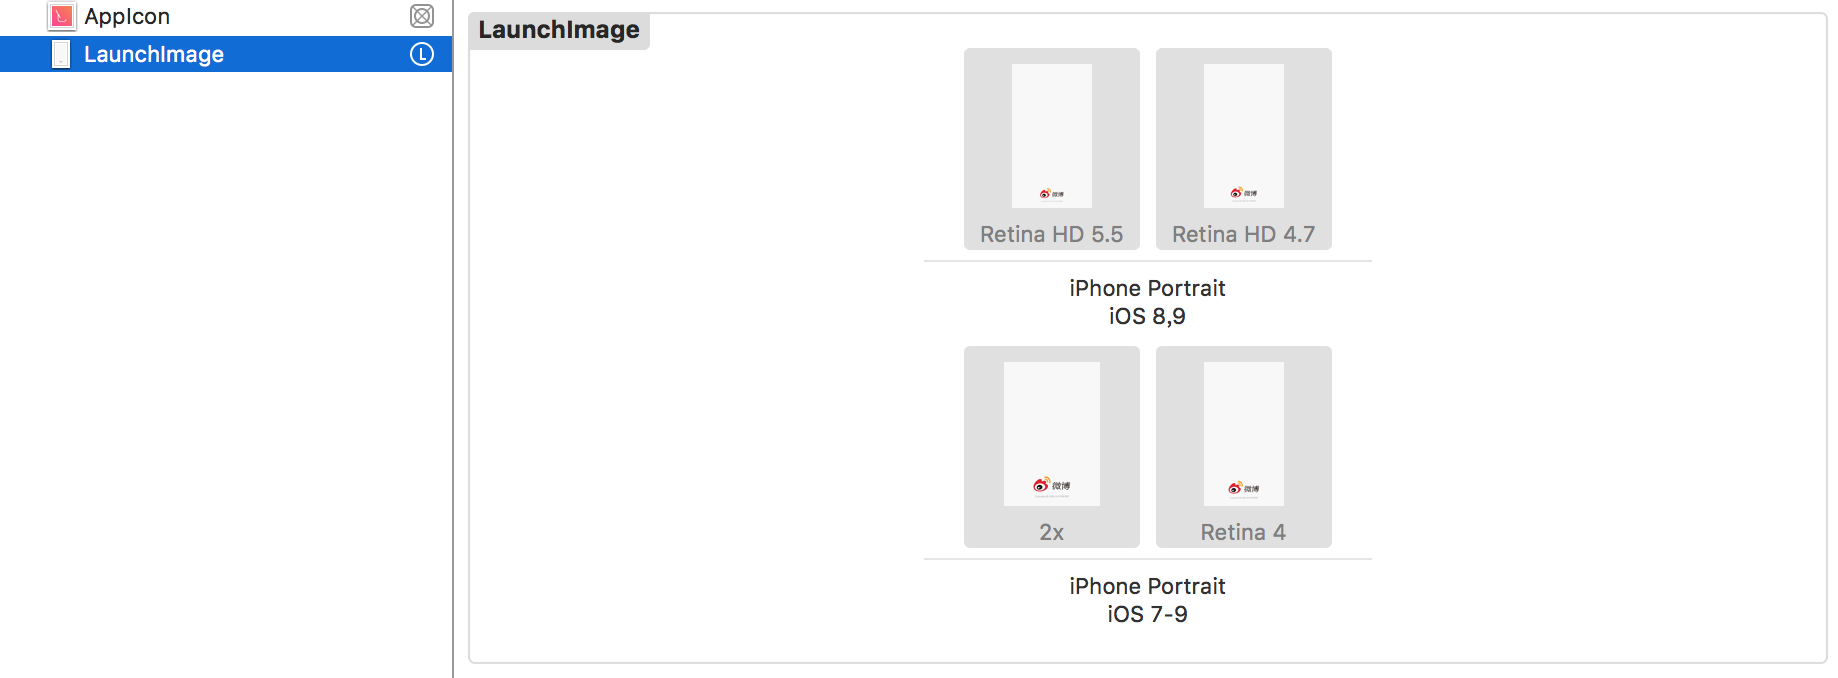 AppIcon
LaunchImage
L
LaunchImage
微博
微博
Retina HD 5.5
Retina HD 4.7
iPhone Portrait
iOS 8,9
微博
微博
2x
Retina 4
iPhone Portrait
iOS 7-9